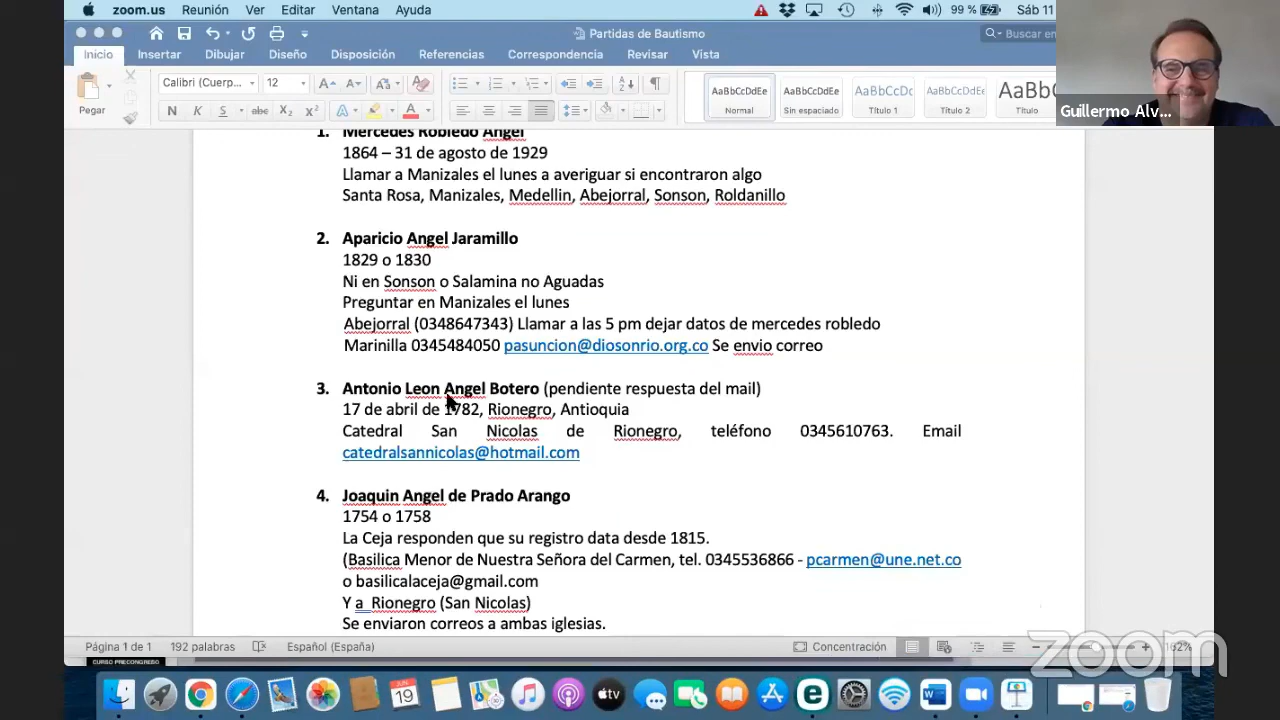 zoom.us Reunión Ver Editar Ventana Ayuda 99 % Sáb 11
Partidas de Bautismo
Buscar en
Inicio Insertar Dibujar Diseño Disposición Referencias Correspondencia Revisar Vista
Pegar
Calibri (Cuerp... 12
N K S abc X₂ X² A A
AaBbCcDdEe AaBbCcDdEe AaBbCcDc AaBbCcDdEe AaBbC
Normal Sin espaciado Título 1 Título 2 Título
Guillermo Alv...
1. Mercedes Robledo Angel
1864 – 31 de agosto de 1929
Llamar a Manizales el lunes a averiguar si encontraron algo
Santa Rosa, Manizales, Medellin, Abejorral, Sonson, Roldanillo
2. Aparicio Angel Jaramillo
1829 o 1830
Ni en Sonson o Salamina no Aguadas
Preguntar en Manizales el lunes
Abejorral (0348647343) Llamar a las 5 pm dejar datos de mercedes robledo
Marinilla 0345484050 pasuncion@diosonrio.org.co Se envio correo
3. Antonio Leon Angel Botero (pendiente respuesta del mail)
17 de abril de 1782, Rionegro, Antioquia
Catedral San Nicolas de Rionegro, teléfono 0345610763. Email
catedralsannicolas@hotmail.com
4. Joaquin Angel de Prado Arango
1754 o 1758
La Ceja responden que su registro data desde 1815.
(Basilica Menor de Nuestra Señora del Carmen, tel. 0345536866 - pcarmen@une.net.co
o basilicalaceja@gmail.com
Y a Rionegro (San Nicolas)
Se enviaron correos a ambas iglesias.
Página 1 de 1 192 palabras Español (España) Concentración 162%
CURSO PRECONGRESO
zoom
19
tv